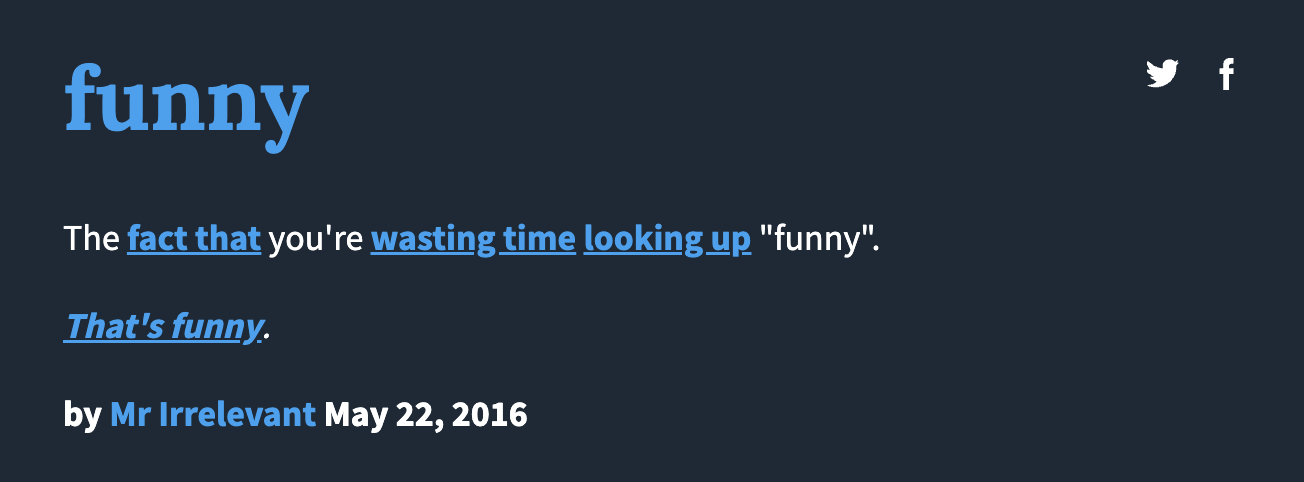 funny
The fact that you're wasting time looking up "funny".
That's funny.
by Mr Irrelevant May 22, 2016